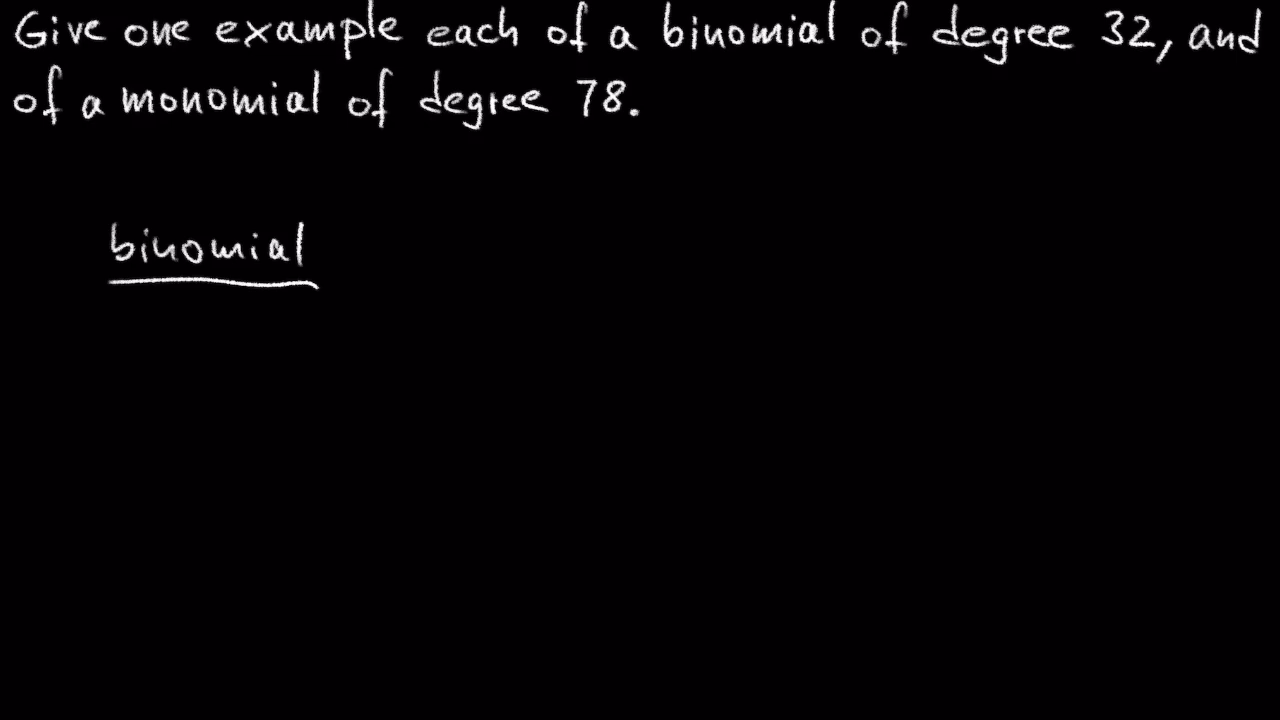 Give one example each of a binomial of degree 32, and
of a monomial of degree 78.
binomial